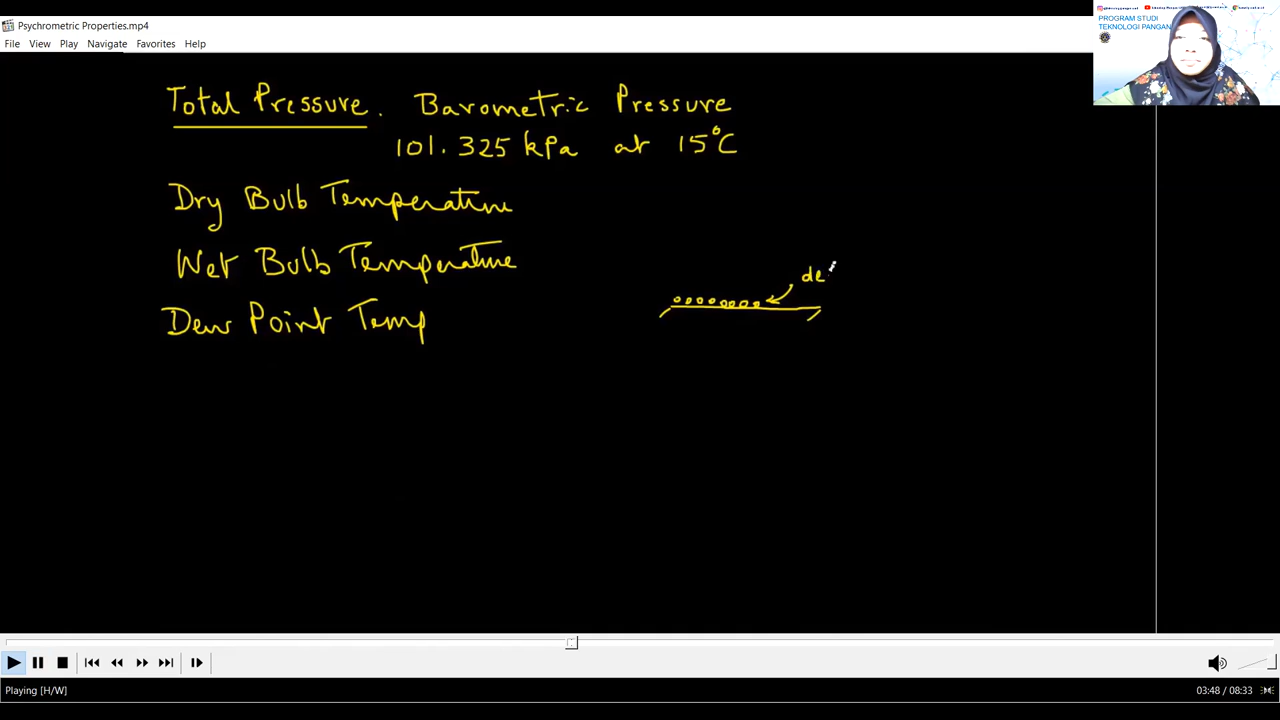 Psychrometric Properties.mp4
File View Play Navigate Favorites Help
PROGRAM STUDI
TEKNOLOGI PANGAN
Total Pressure. Barometric Pressure
101.325 kPa at 15°C
Dry Bulb Temperature
Wet Bulb Temperature
de
Dew Point Temp
Playing [H/W]
03:48 / 08:33